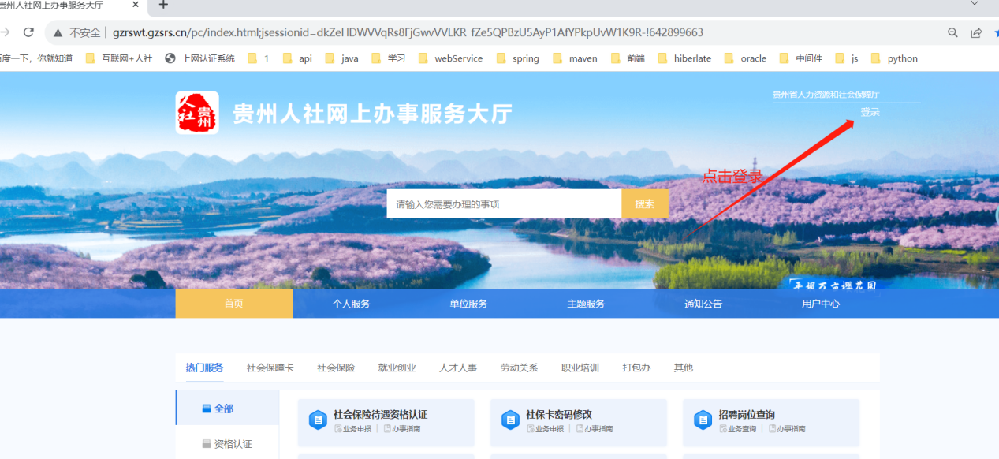 贵州人社网上办事服务大厅
不安全 gzrswt.gzsrs.cn/pc/index.html;jsessionid=dkZeHDWVVqRs8FjGwvVVLKR_fZe5QPBzU5AyP1AfYPkpUvW1K9R-!642899663
百度一下，你就知道 互联网+人社 上网认证系统 1 api java 学习 webService spring maven 前端 hiberlate oracle 中间件 js python
贵州省人力资源和社会保障厅
登录
人社贵州 贵州人社网上办事服务大厅
点击登录
请输入您需要办理的事项 搜索
平坝万亩樱花园
首页 个人服务 单位服务 主题服务 通知公告 用户中心
热门服务 社会保障卡 社会保险 就业创业 人才人事 劳动关系 职业培训 打包办 其他
全部 社会保险待遇资格认证 社保卡密码修改 招聘岗位查询
业务申报 办事指南 业务申报 办事指南 业务查询 办事指南
资格认证